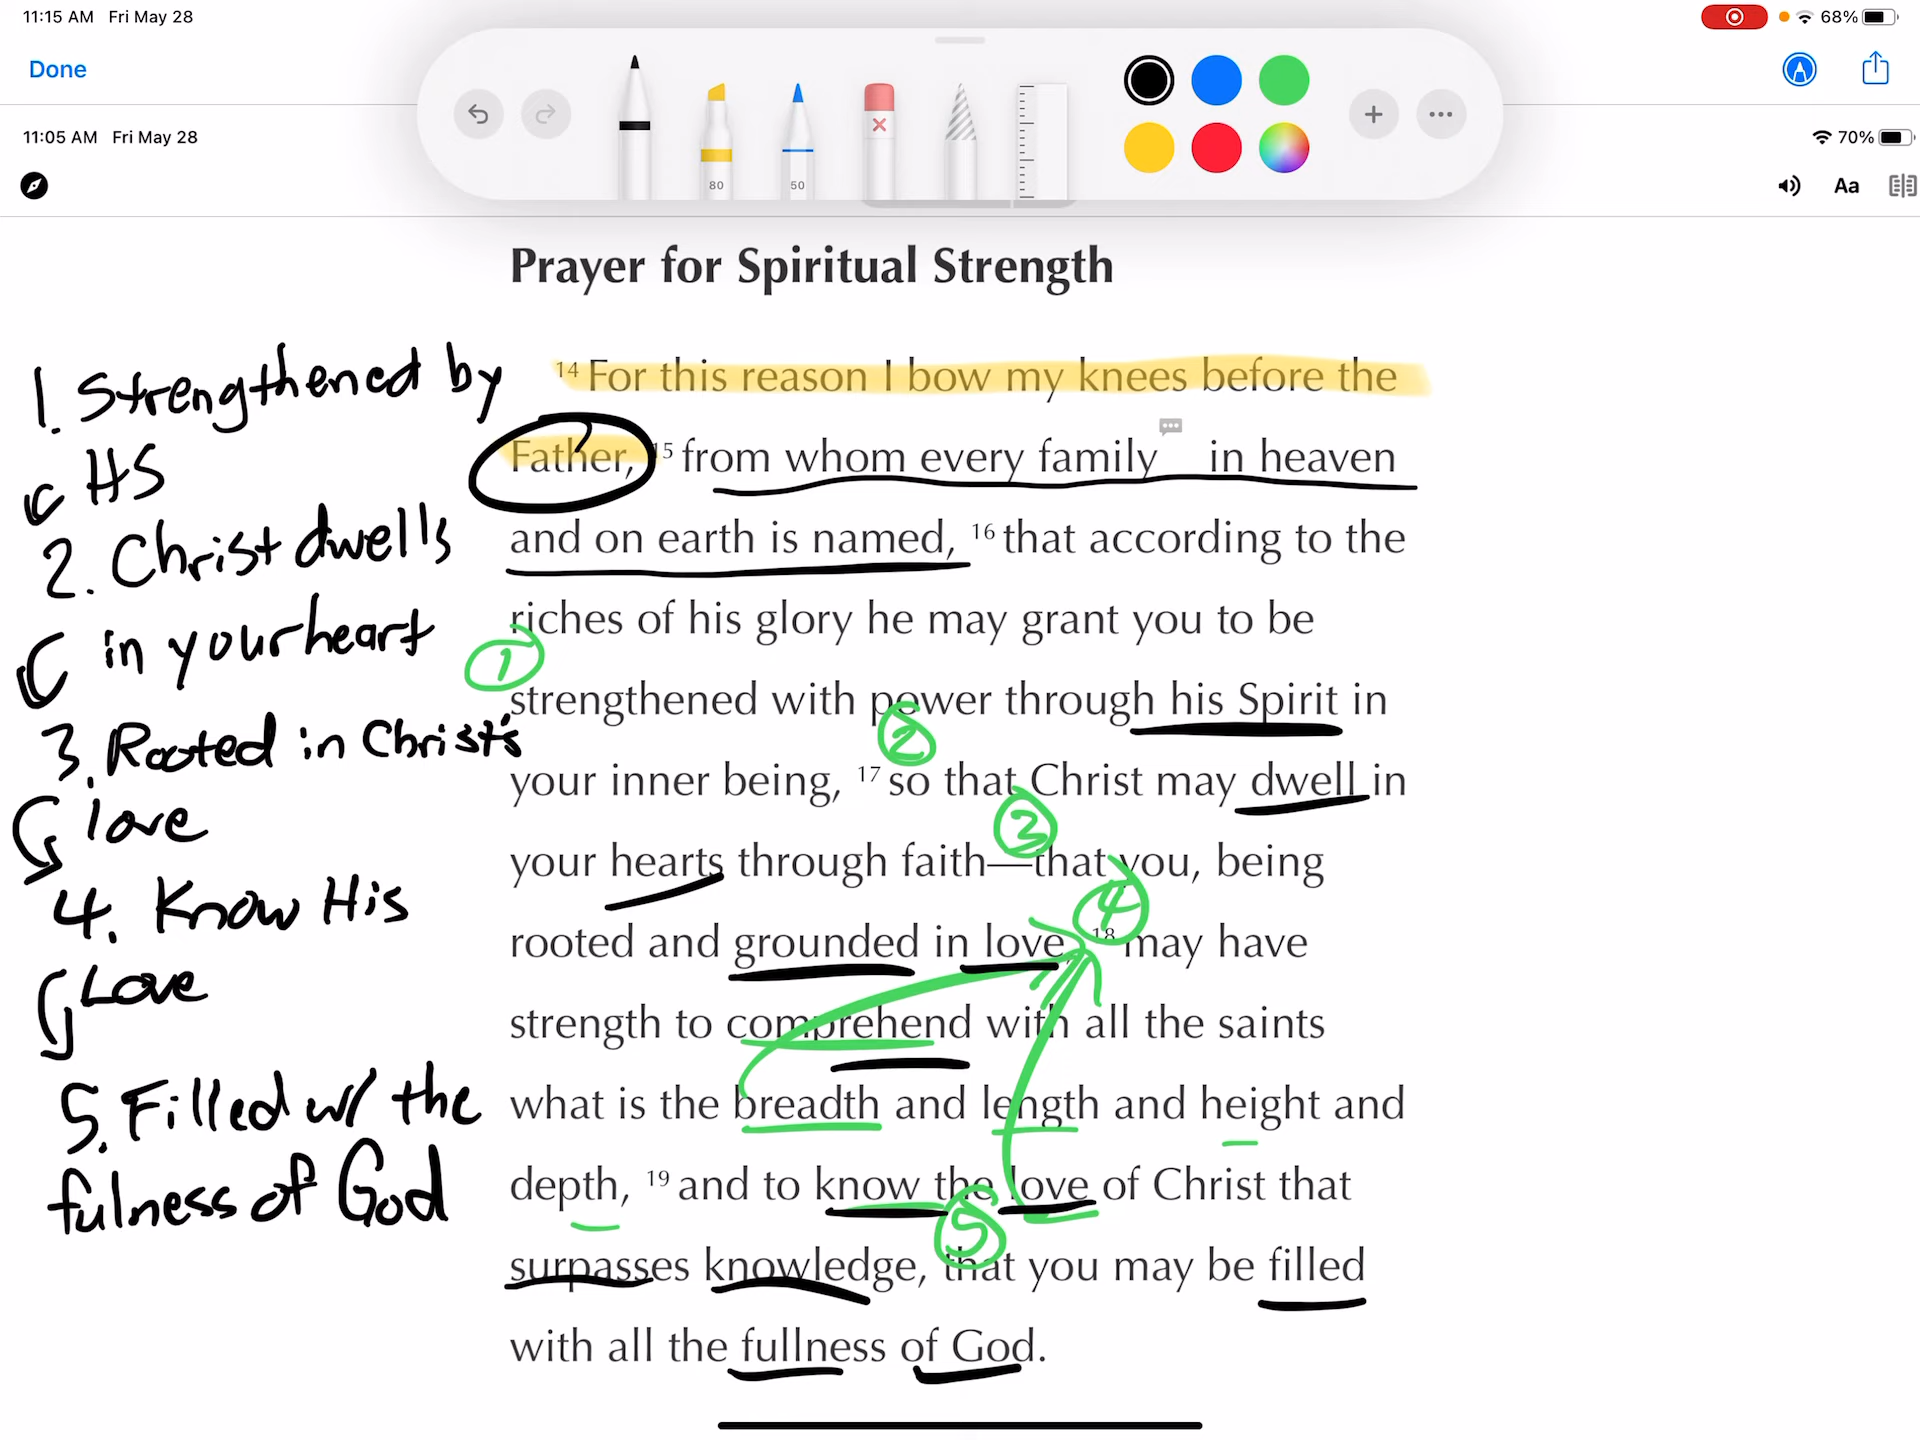 11:15 AM Fri May 28
68%
Done
11:05 AM Fri May 28
70%
80
50
Aa
Prayer for Spiritual Strength
14 For this reason I bow my knees before the
Father, 15 from whom every family in heaven
and on earth is named, 16 that according to the
riches of his glory he may grant you to be
strengthened with power through his Spirit in
your inner being, 17 so that Christ may dwell in
your hearts through faith—that you, being
rooted and grounded in love, 18 may have
strength to comprehend with all the saints
what is the breadth and length and height and
depth, 19 and to know the love of Christ that
surpasses knowledge, that you may be filled
with all the fullness of God.
1. Strengthened by
HS
2. Christ dwells
in your heart
3. Rooted in Christ's
love
4. Know His
Love
5. Filled w/ the
fulness of God
1
2
3
4
5